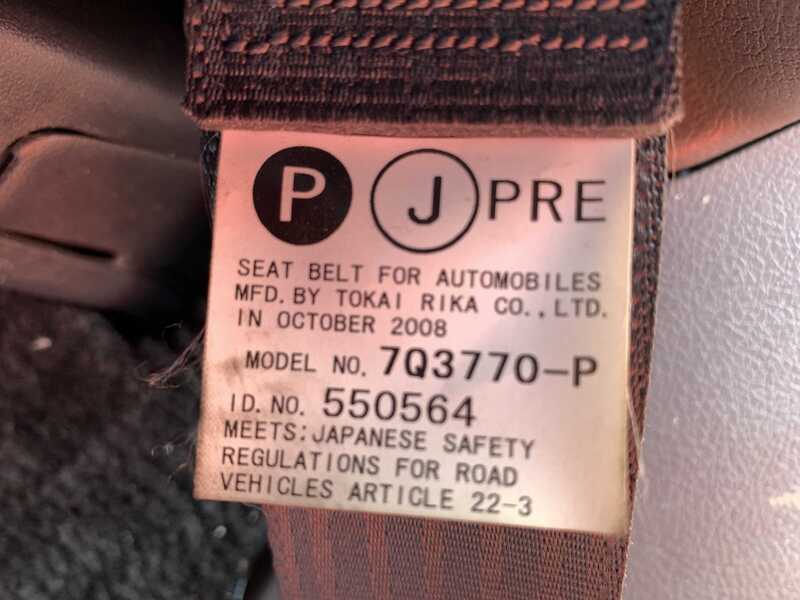 P J PRE
SEAT BELT FOR AUTOMOBILES
MFD. BY TOKAI RIKA CO., LTD.
IN OCTOBER 2008
MODEL NO. 7Q3770-P
I D. NO. 550564
MEETS: JAPANESE SAFETY
REGULATIONS FOR ROAD
VEHICLES ARTICLE 22-3